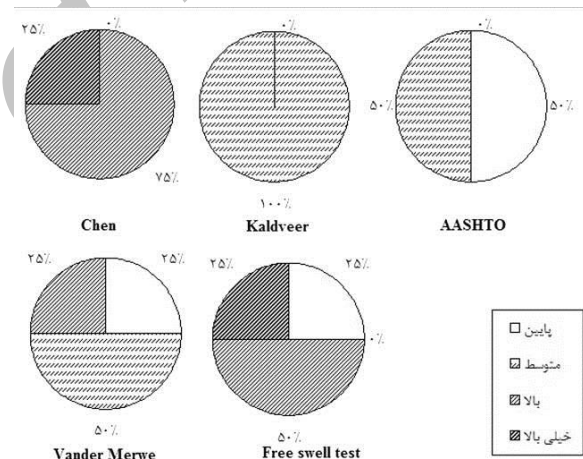 ۲۵٪ ۰٪
۷۵٪
Chen
۰٪
۱۰۰٪
Kaldveer
۰٪
۵۰٪ ۵۰٪
AASHTO
۲۵٪ ۲۵٪
۵۰٪
Vander Merwe
۲۵٪ ۲۵٪
۰٪
۵۰٪
Free swell test
پایین
متوسط
بالا
خیلی بالا